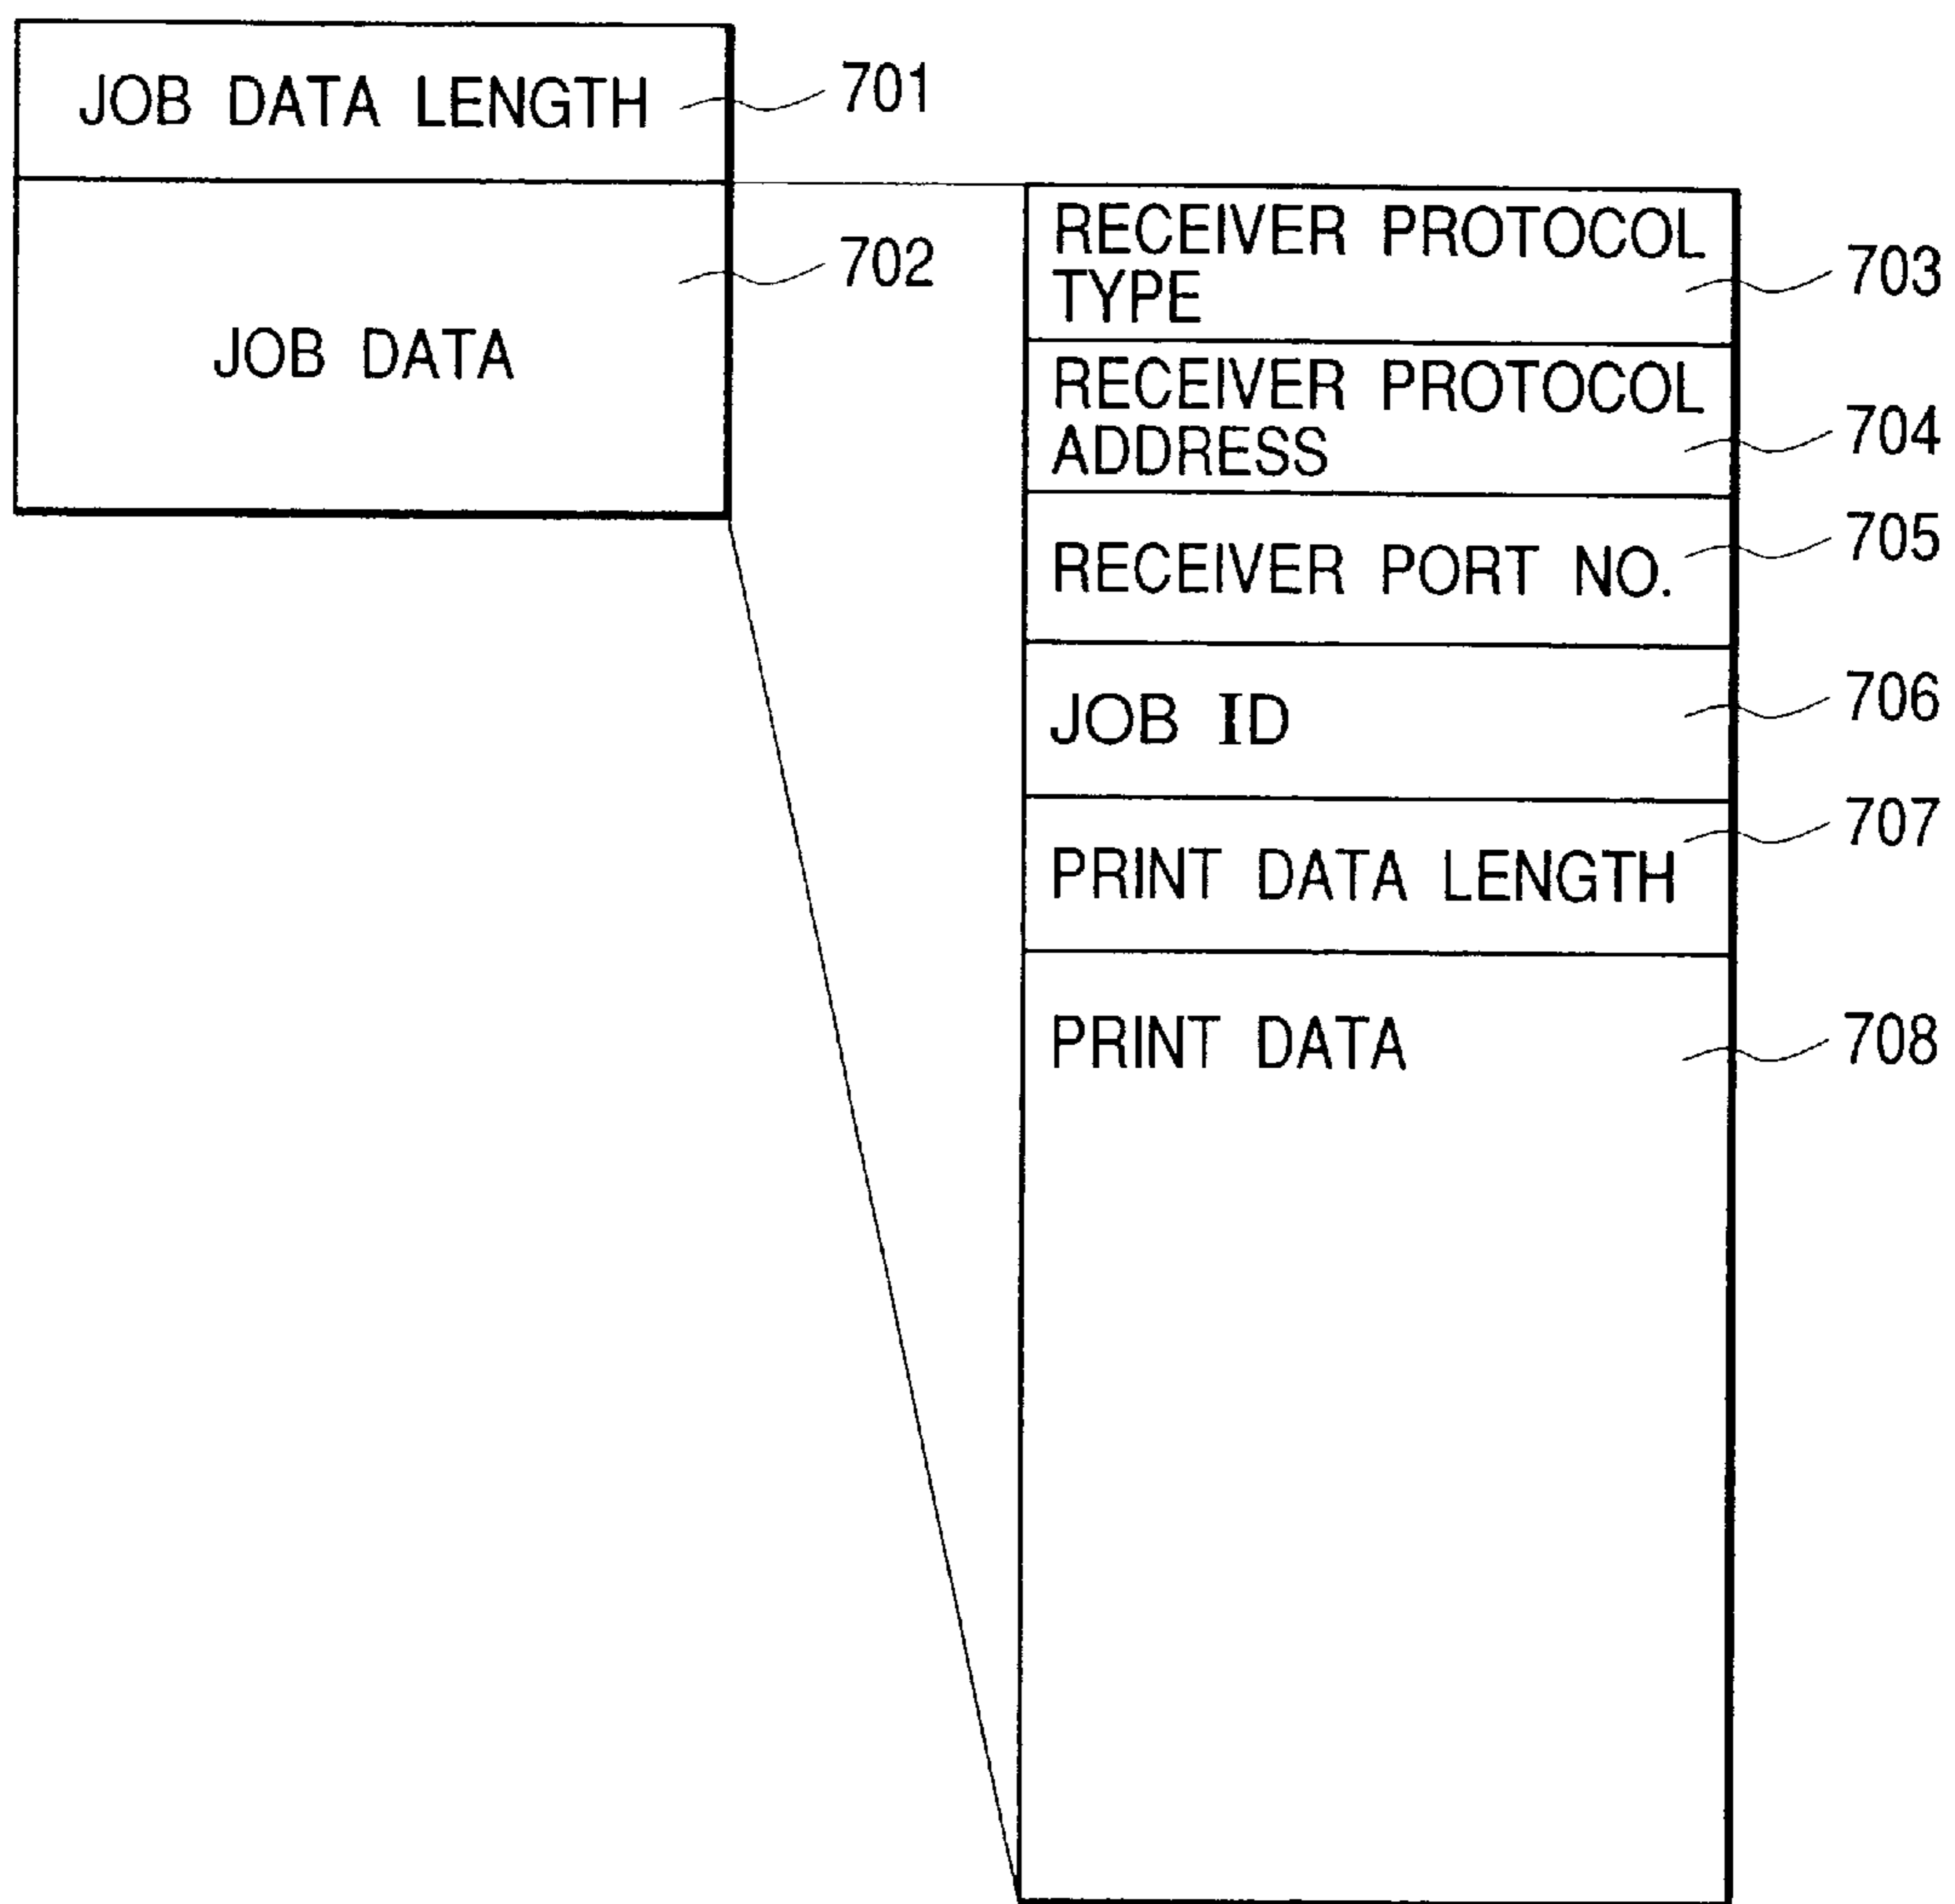 JOB DATA LENGTH
701
JOB DATA
702
RECEIVER PROTOCOL
TYPE
703
RECEIVER PROTOCOL
ADDRESS
704
RECEIVER PORT NO.
705
JOB ID
706
PRINT DATA LENGTH
707
PRINT DATA
708